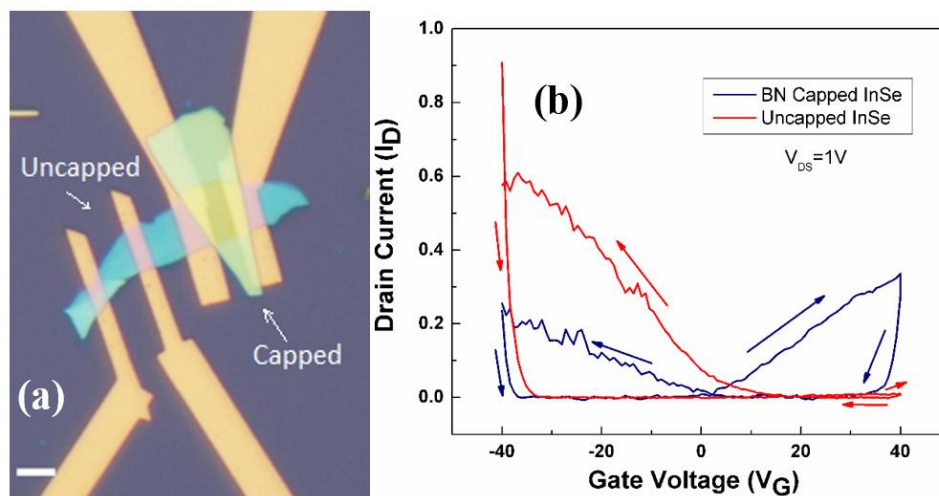 Uncapped
Capped
(a)
(b)
BN Capped InSe
Uncapped InSe
V_DS=1V
Drain Current (I_D)
1.0
0.8
0.6
0.4
0.2
0.0
-40 -20 0 20 40
Gate Voltage (V_G)